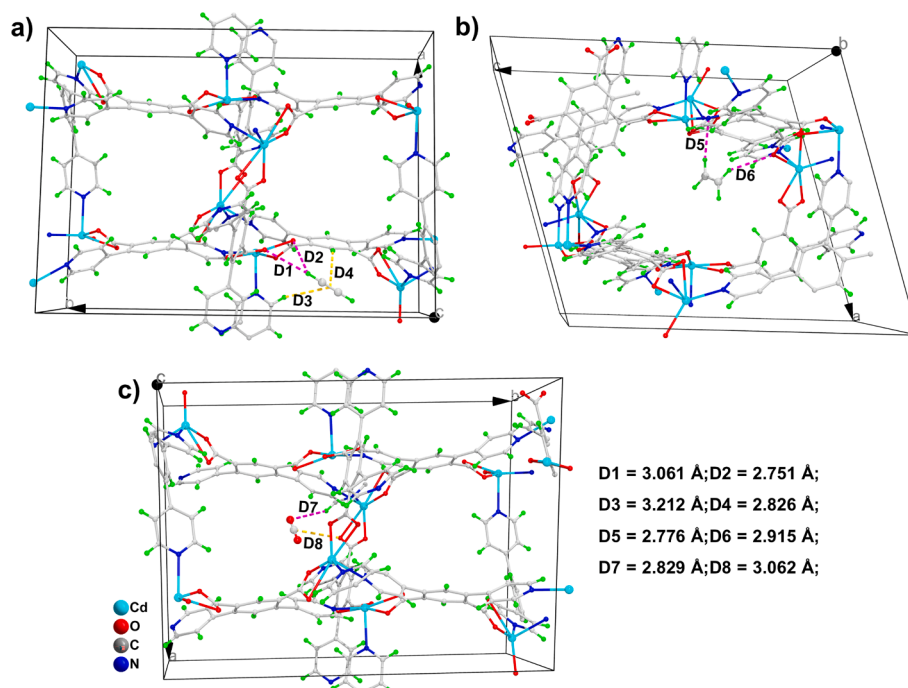 a)
a
D1
D2
D4
D3
c
b)
b
c
D5
D6
a
c)
c
b
D7
D8
a
Cd
O
C
N
D1 = 3.061 Å;D2 = 2.751 Å;
D3 = 3.212 Å;D4 = 2.826 Å;
D5 = 2.776 Å;D6 = 2.915 Å;
D7 = 2.829 Å;D8 = 3.062 Å;